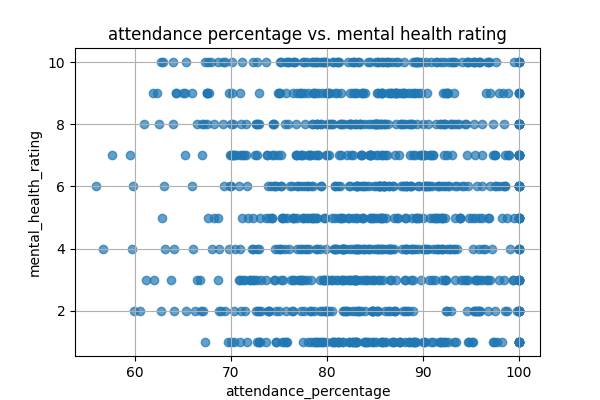 attendance percentage vs. mental health rating
10
8
6
4
2
mental_health_rating
60 70 80 90 100
attendance_percentage